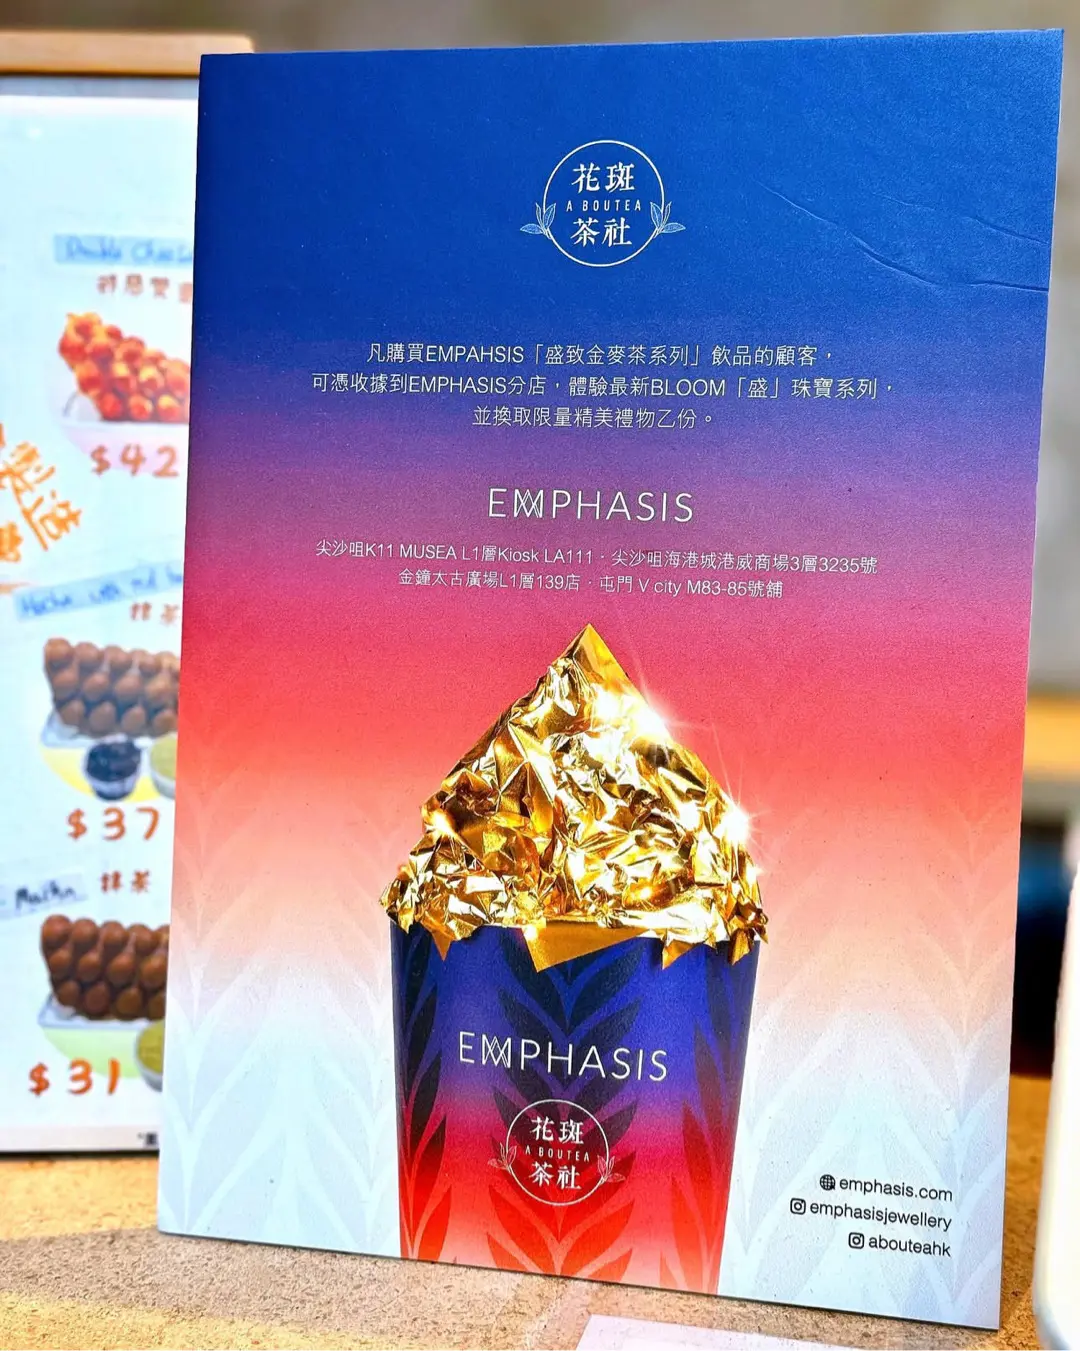 花斑
A BOUTEA
茶社
凡購買EMPAHSIS「盛致金麥茶系列」飲品的顧客，
可憑收據到EMPHASIS分店，體驗最新BLOOM「盛」珠寶系列，
並換取限量精美禮物乙份。
EMPHASIS
尖沙咀K11 MUSEA L1層Kiosk LA111 · 尖沙咀海港城港威商場3層3235號
金鐘太古廣場L1層139店 · 屯門 V city M83-85號舖
EMPHASIS
花斑
A BOUTEA
茶社
emphasis.com
emphasisjewellery
abouteahk
Double
$42
製造
$37
抹茶
$31